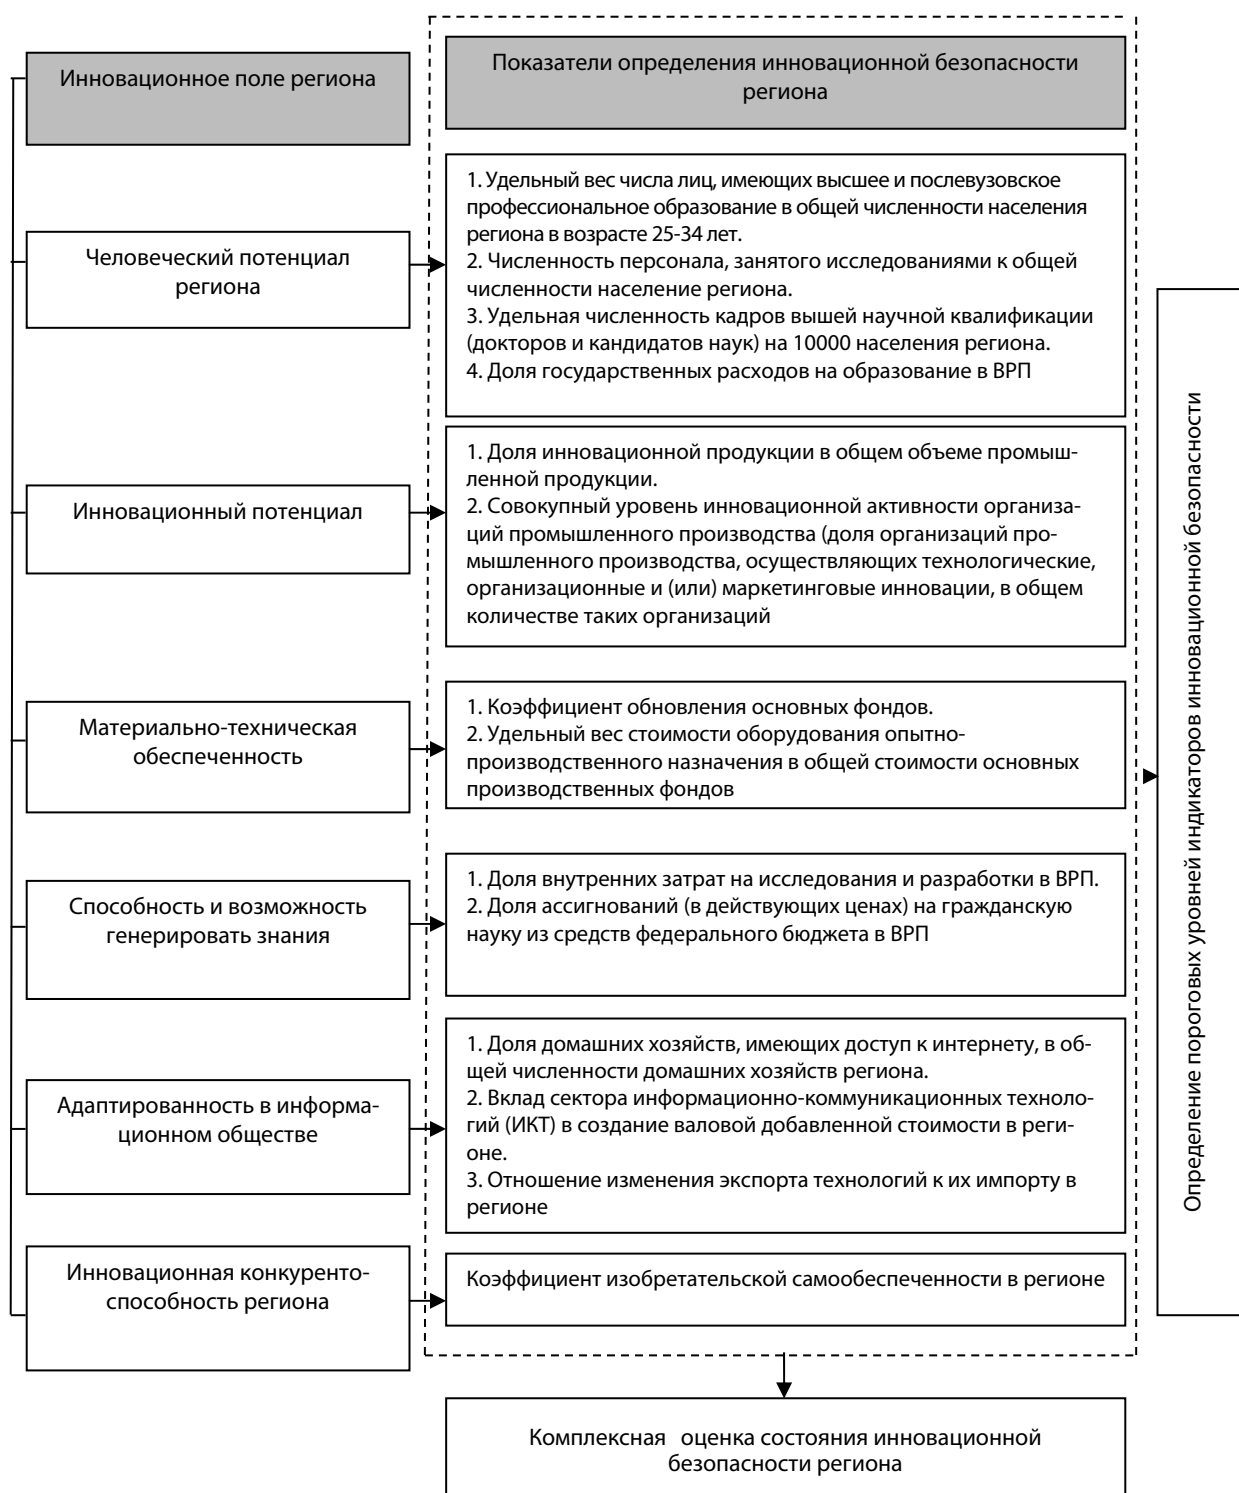 Инновационное поле региона
Показатели определения инновационной безопасности
региона
Человеческий потенциал
региона
1. Удельный вес числа лиц, имеющих высшее и послевузовское
профессиональное образование в общей численности населения
региона в возрасте 25-34 лет.
2. Численность персонала, занятого исследованиями к общей
численности население региона.
3. Удельная численность кадров вышей научной квалификации
(докторов и кандидатов наук) на 10000 населения региона.
4. Доля государственных расходов на образование в ВРП
Инновационный потенциал
1. Доля инновационной продукции в общем объеме промыш-
ленной продукции.
2. Совокупный уровень инновационной активности организа-
ций промышленного производства (доля организаций про-
мышленного производства, осуществляющих технологические,
организационные и (или) маркетинговые инновации, в общем
количестве таких организаций
Материально-техническая
обеспеченность
1. Коэффициент обновления основных фондов.
2. Удельный вес стоимости оборудования опытно-
производственного назначения в общей стоимости основных
производственных фондов
Способность и возможность
генерировать знания
1. Доля внутренних затрат на исследования и разработки в ВРП.
2. Доля ассигнований (в действующих ценах) на гражданскую
науку из средств федерального бюджета в ВРП
Адаптированность в информа-
ционном обществе
1. Доля домашних хозяйств, имеющих доступ к интернету, в об-
щей численности домашних хозяйств региона.
2. Вклад сектора информационно-коммуникационных техноло-
гий (ИКТ) в создание валовой добавленной стоимости в реги-
оне.
3. Отношение изменения экспорта технологий к их импорту в
регионе
Инновационная конкуренто-
способность региона
Коэффициент изобретательской самообеспеченности в регионе
Определение пороговых уровней индикаторов инновационной безопасности
Комплексная оценка состояния инновационной
безопасности региона